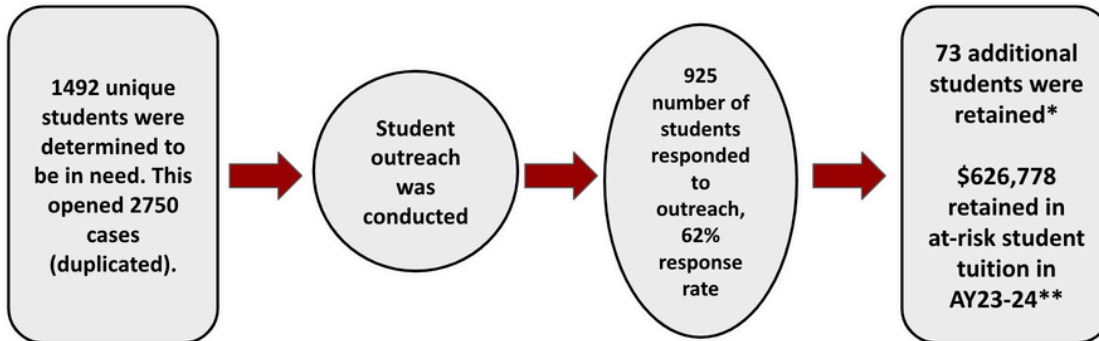 1492 unique
students were
determined to
be in need. This
opened 2750
cases
(duplicated).
Student
outreach
was
conducted
925
number of
students
responded
to
outreach,
62%
response
rate
73 additional
students were
retained*
$626,778
retained in
at-risk student
tuition in
AY23-24**